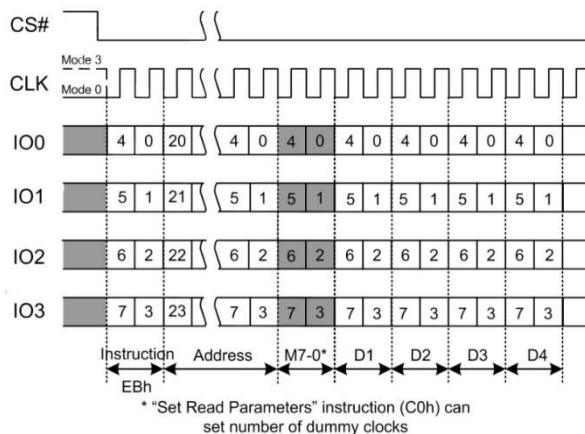 CS#
Mode 3
CLK
Mode 0
IO0 4 0 20 4 0 4 0 4 0 4 0 4 0 4 0
IO1 5 1 21 5 1 5 1 5 1 5 1 5 1 5 1
IO2 6 2 22 6 2 6 2 6 2 6 2 6 2 6 2
IO3 7 3 23 7 3 7 3 7 3 7 3 7 3 7 3
Instruction Address M7-0* D1 D2 D3 D4
EBh
* "Set Read Parameters" instruction (C0h) can
set number of dummy clocks